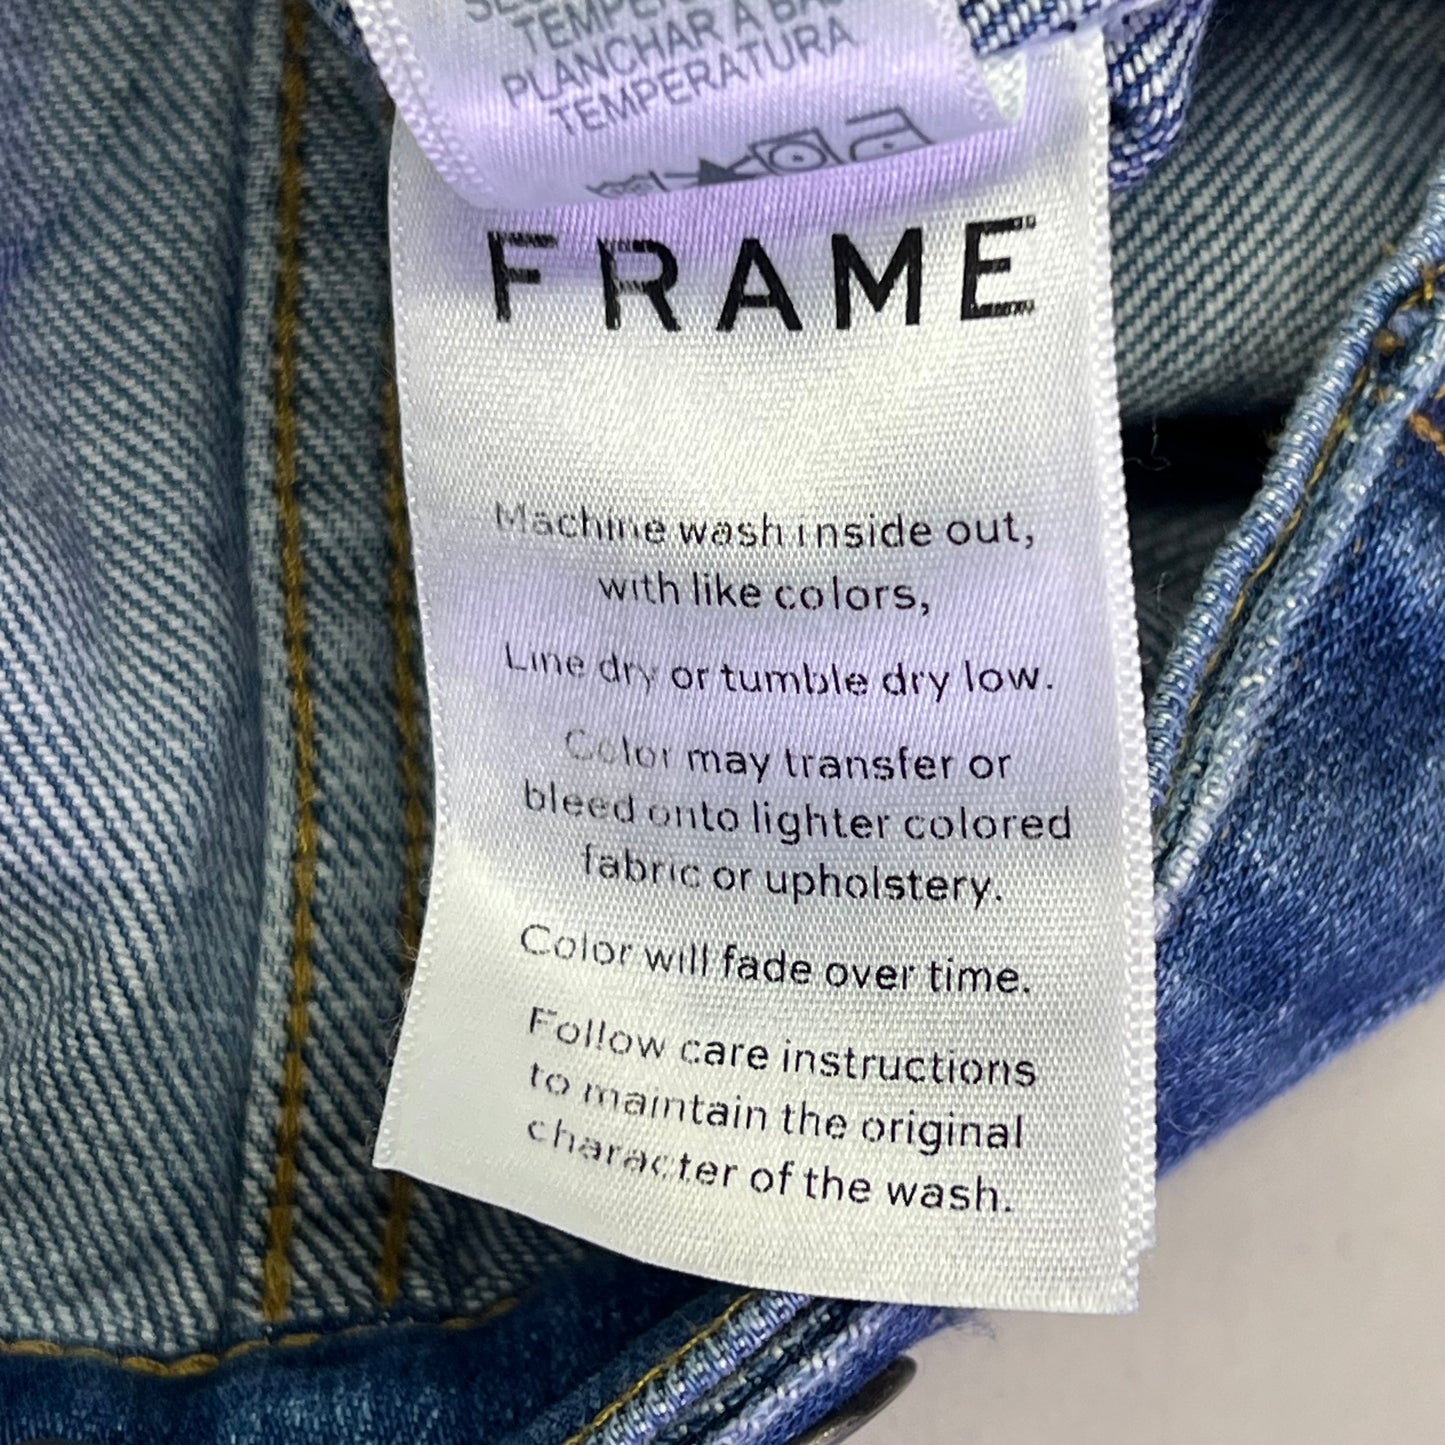 TEMPERATURA
PLANCHAR A BAJA
TEMPERATURA
FRAME
Machine wash inside out,
with like colors,
Line dry or tumble dry low.
Color may transfer or
bleed onto lighter colored
fabric or upholstery.
Color will fade over time.
Follow care instructions
to maintain the original
character of the wash.